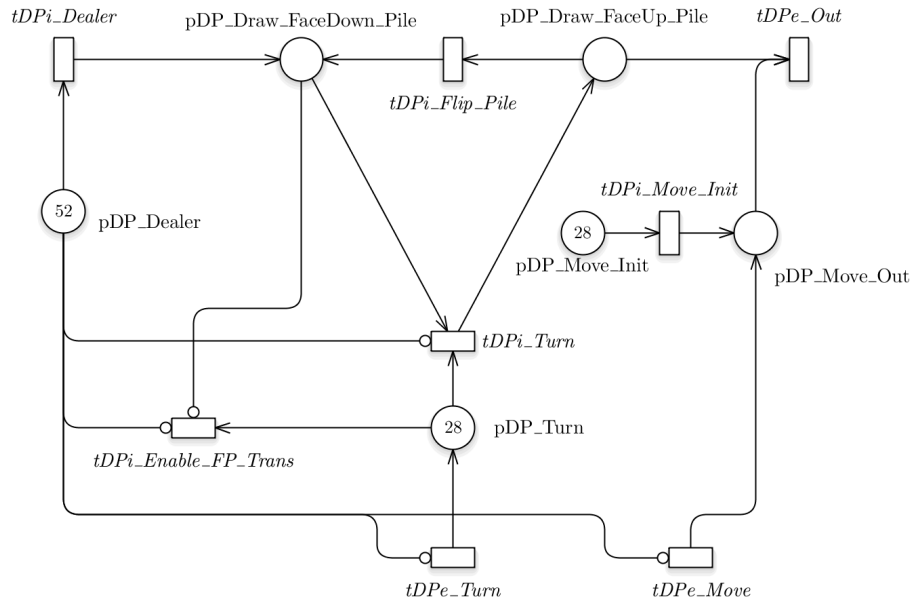 tDPi_Dealer
pDP_Draw_FaceDown_Pile
pDP_Draw_FaceUp_Pile
tDPe_Out
tDPi_Flip_Pile
tDPi_Move_Init
52
pDP_Dealer
28
pDP_Move_Init
pDP_Move_Out
tDPi_Turn
28
pDP_Turn
tDPi_Enable_FP_Trans
tDPe_Turn
tDPe_Move